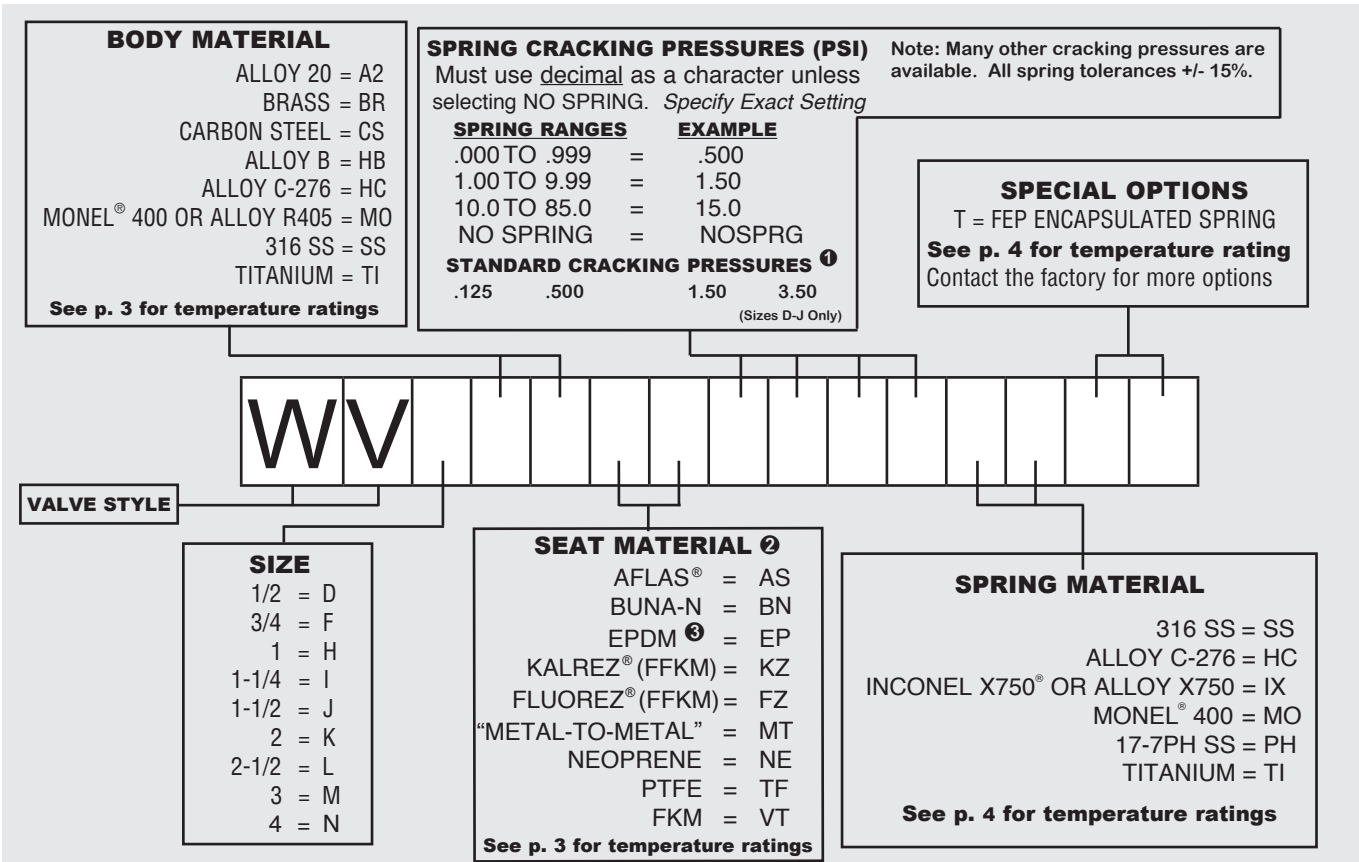 BODY MATERIAL
ALLOY 20 = A2
BRASS = BR
CARBON STEEL = CS
ALLOY B = HB
ALLOY C-276 = HC
MONEL® 400 OR ALLOY R405 = MO
316 SS = SS
TITANIUM = TI
See p. 3 for temperature ratings
SPRING CRACKING PRESSURES (PSI)
Must use decimal as a character unless
selecting NO SPRING. Specify Exact Setting
SPRING RANGES EXAMPLE
.000 TO .999 = .500
1.00 TO 9.99 = 1.50
10.0 TO 85.0 = 15.0
NO SPRING = NOSPRG
STANDARD CRACKING PRESSURES ❶
.125 .500 1.50 3.50
(Sizes D-J Only)
Note: Many other cracking pressures are
available. All spring tolerances +/- 15%.
SPECIAL OPTIONS
T = FEP ENCAPSULATED SPRING
See p. 4 for temperature rating
Contact the factory for more options
W V
VALVE STYLE
SIZE
1/2 = D
3/4 = F
1 = H
1-1/4 = I
1-1/2 = J
2 = K
2-1/2 = L
3 = M
4 = N
SEAT MATERIAL ❷
AFLAS® = AS
BUNA-N = BN
EPDM ❸ = EP
KALREZ® (FFKM) = KZ
FLUOREZ® (FFKM) = FZ
“METAL-TO-METAL” = MT
NEOPRENE = NE
PTFE = TF
FKM = VT
See p. 3 for temperature ratings
SPRING MATERIAL
316 SS = SS
ALLOY C-276 = HC
INCONEL X750® OR ALLOY X750 = IX
MONEL® 400 = MO
17-7PH SS = PH
TITANIUM = TI
See p. 4 for temperature ratings